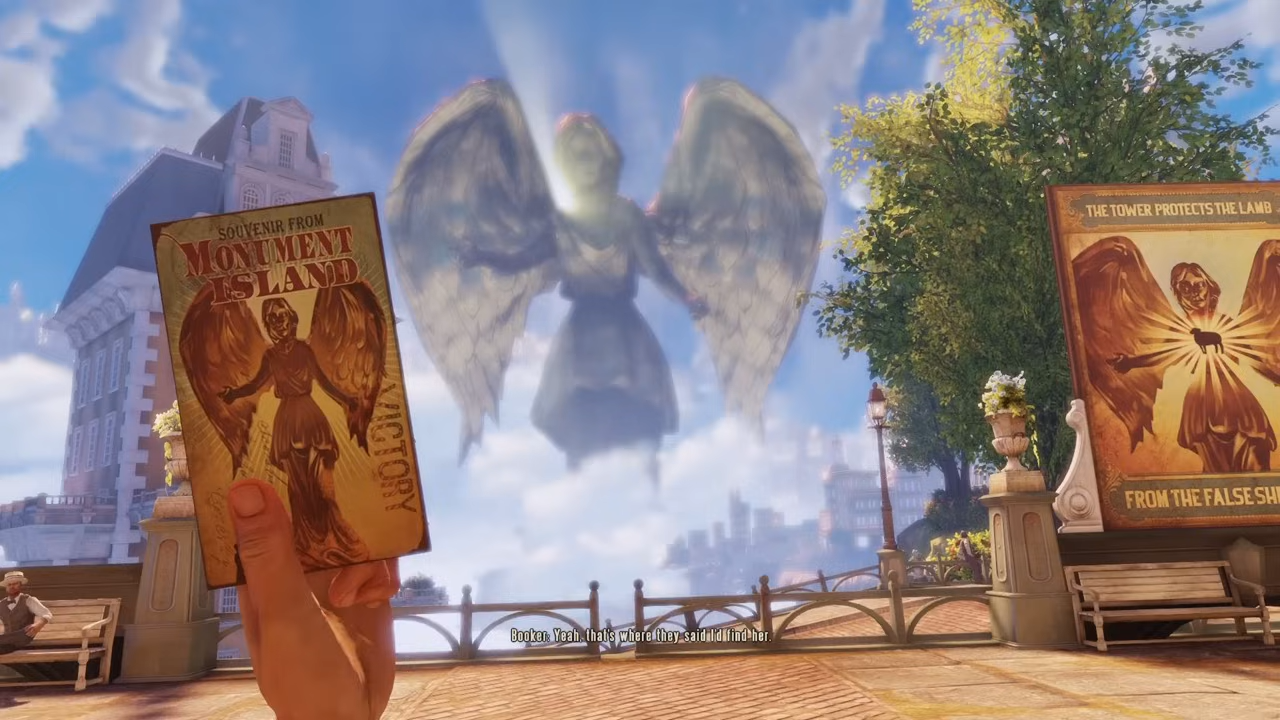 SOUVENIR FROM
MONUMENT
ISLAND
VICTORY
THE TOWER PROTECTS THE LAMB
FROM THE FALSE
Booker: Yeah, that's where they said I'd find her.